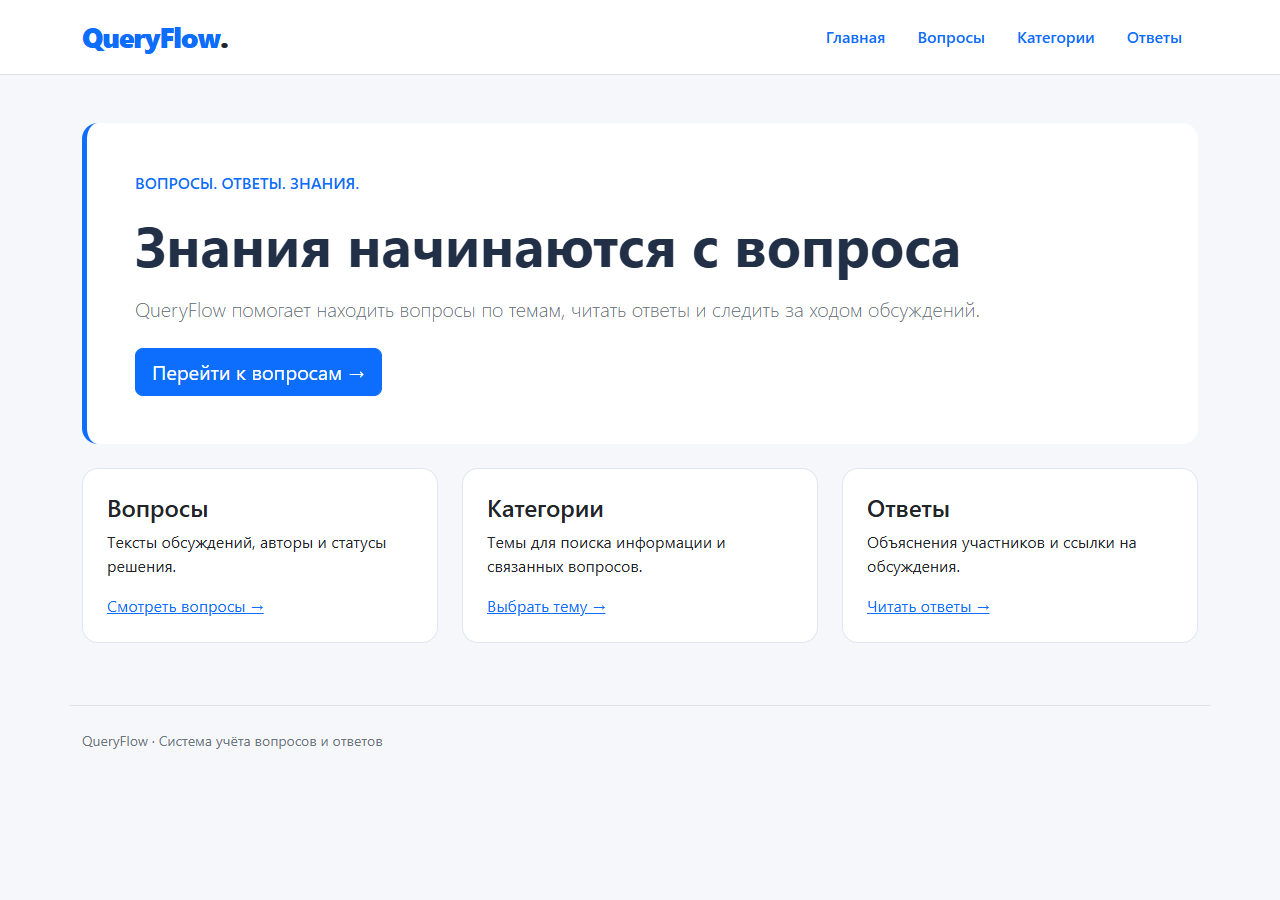 QueryFlow.
Главная
Вопросы
Категории
Ответы
ВОПРОСЫ. ОТВЕТЫ. ЗНАНИЯ.
Знания начинаются с вопроса
QueryFlow помогает находить вопросы по темам, читать ответы и следить за ходом обсуждений.
Перейти к вопросам →
Вопросы
Тексты обсуждений, авторы и статусы
решения.
Смотреть вопросы →
Категории
Темы для поиска информации и
связанных вопросов.
Выбрать тему →
Ответы
Объяснения участников и ссылки на
обсуждения.
Читать ответы →
QueryFlow · Система учёта вопросов и ответов